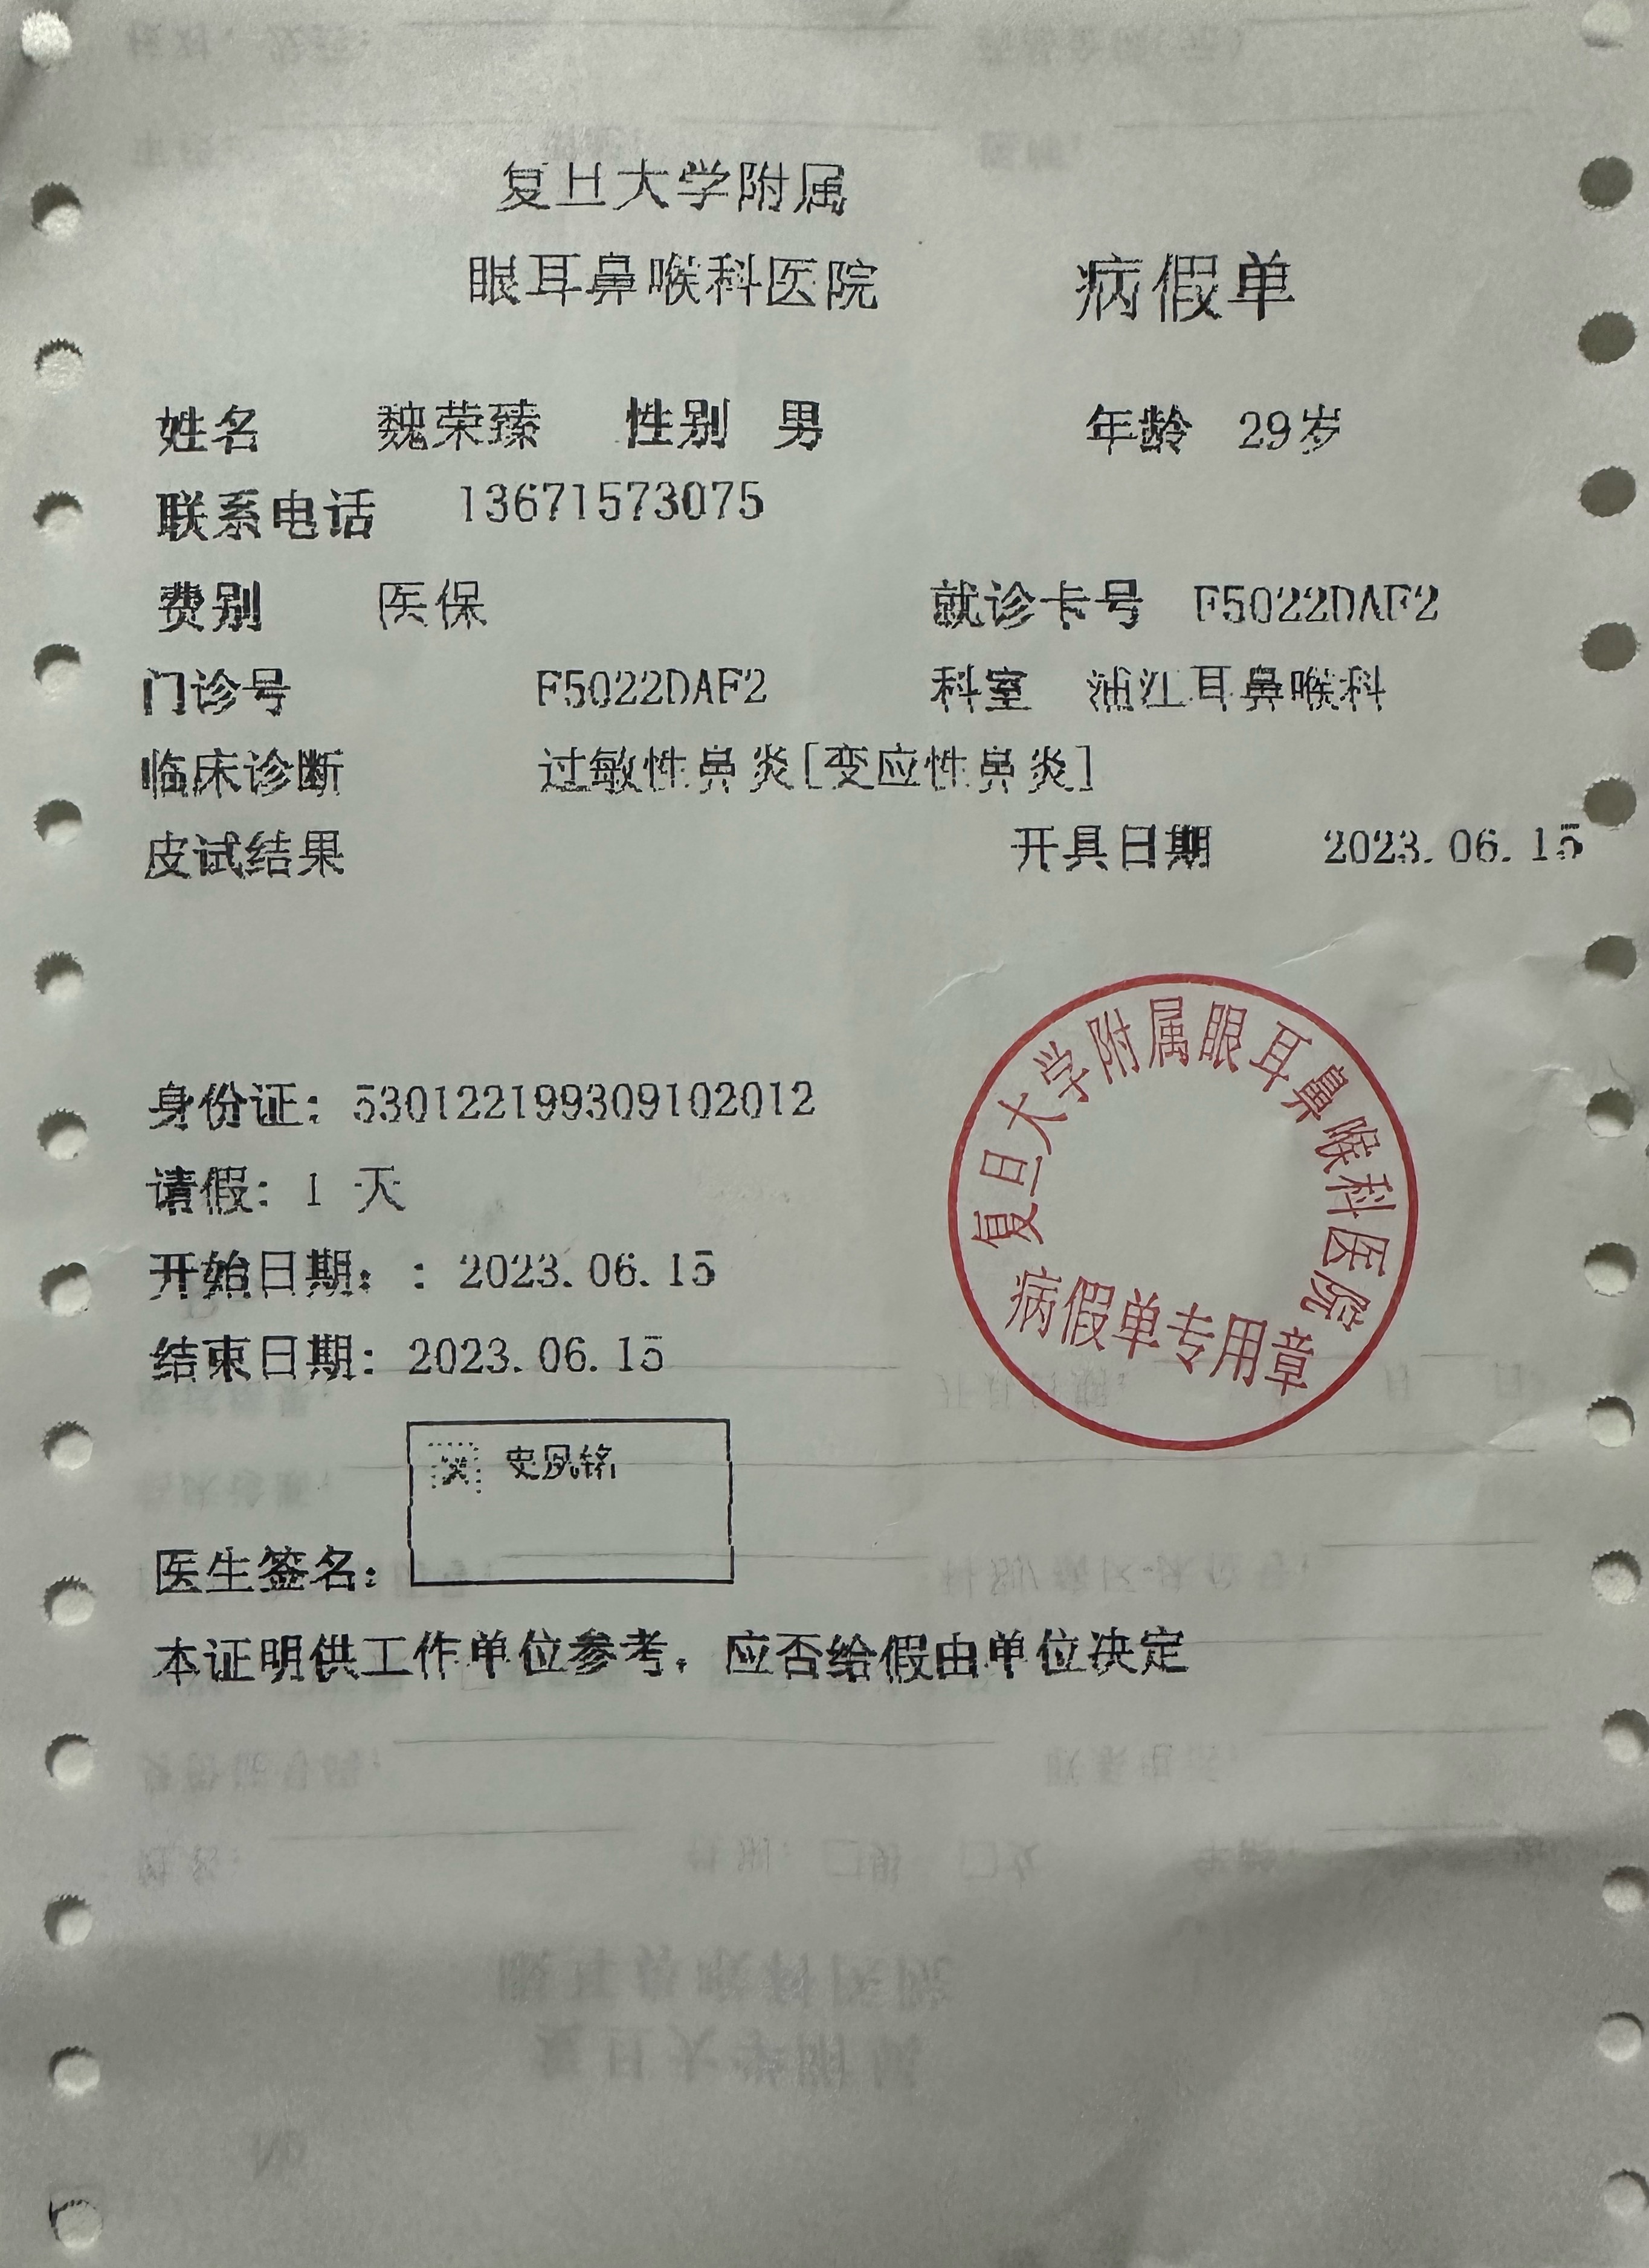 复旦大学附属
眼耳鼻喉科医院 病假单
姓名 魏荣臻 性别 男 年龄 29岁
联系电话 13671573075
费别 医保 就诊卡号 F5022DAF2
门诊号 F5022DAF2 科室 浦江耳鼻喉科
临床诊断 过敏性鼻炎[变应性鼻炎]
皮试结果 开具日期 2023.06.15
复旦大学附属眼耳鼻喉科医院
病假单专用章
身份证：530122199309102012
请假：1 天
开始日期：：2023.06.15
结束日期：2023.06.15
史凤铭
医生签名：
本证明供工作单位参考，应否给假由单位决定